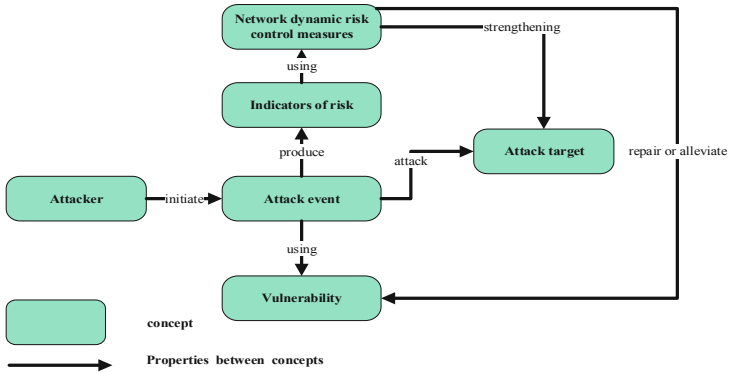 Network dynamic risk
control measures
strengthening
using
Indicators of risk
produce
attack
Attack target
repair or alleviate
Attacker
initiate
Attack event
using
Vulnerability
concept
Properties between concepts